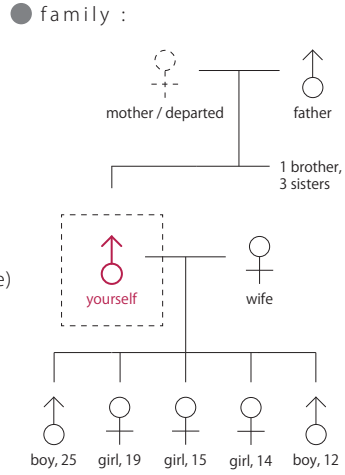 family :
mother / departed
father
1 brother,
3 sisters
e)
yourself
wife
boy, 25
girl, 19
girl, 15
girl, 14
boy, 12